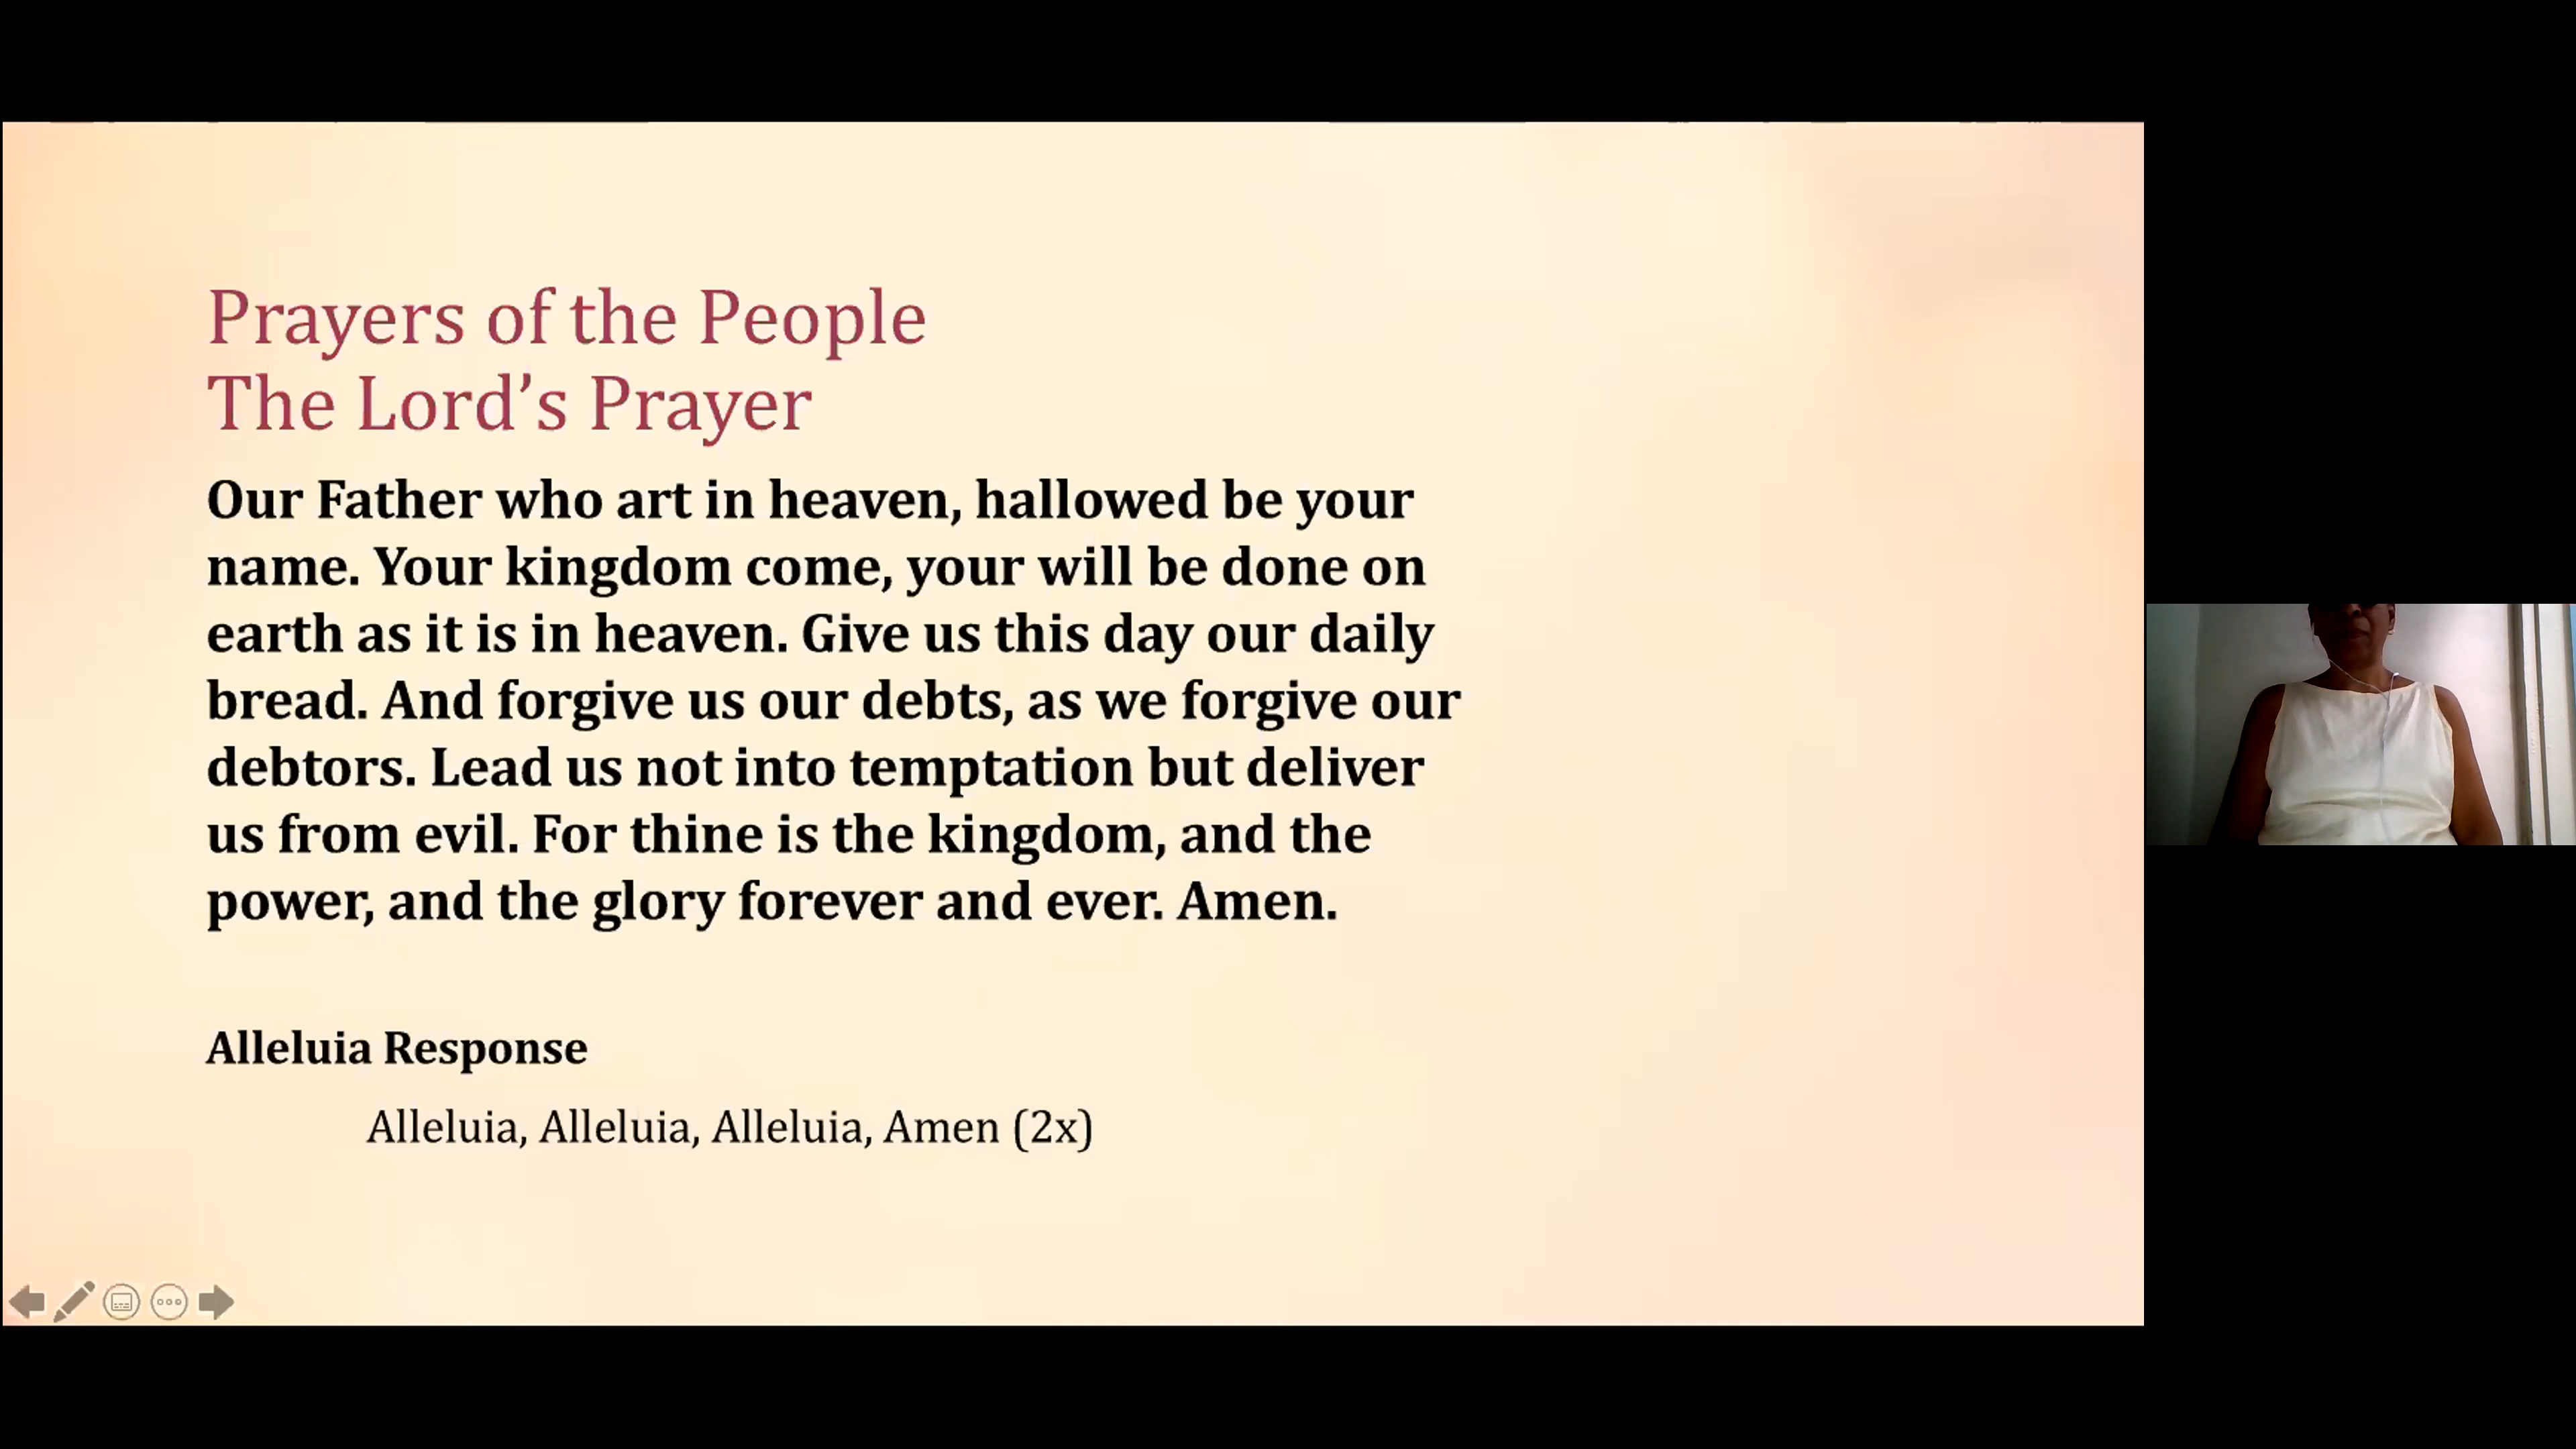 Prayers of the People
The Lord’s Prayer
Our Father who art in heaven, hallowed be your
name. Your kingdom come, your will be done on
earth as it is in heaven. Give us this day our daily
bread. And forgive us our debts, as we forgive our
debtors. Lead us not into temptation but deliver
us from evil. For thine is the kingdom, and the
power, and the glory forever and ever. Amen.
Alleluia Response
Alleluia, Alleluia, Alleluia, Amen (2x)